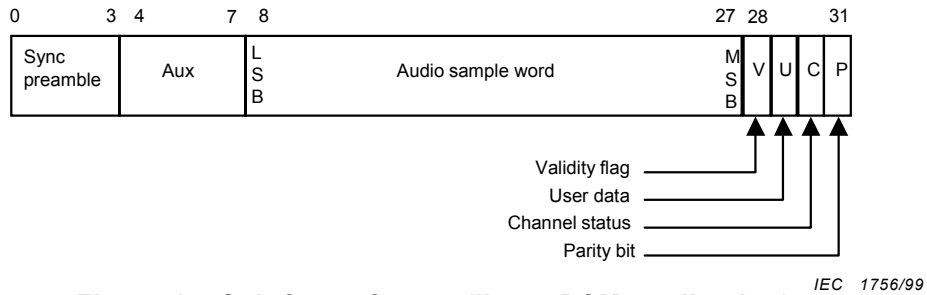 0 3 4 7 8 27 28 31
Sync
preamble
Aux
L
S
B
Audio sample word
M
S
B
V U C P
Validity flag
User data
Channel status
Parity bit
IEC 1756/99